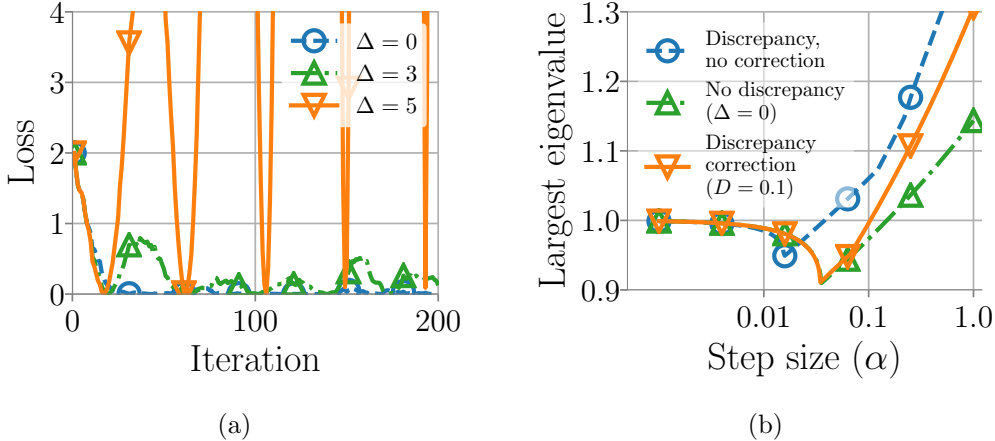 4
3
2
1
0
Loss
Δ = 0
Δ = 3
Δ = 5
0
100
200
Iteration
(a)
1.3
1.2
1.1
1.0
0.9
Largest eigenvalue
Discrepancy,
no correction
No discrepancy
(Δ = 0)
Discrepancy
correction
(D = 0.1)
0.01
0.1
1.0
Step size (α)
(b)